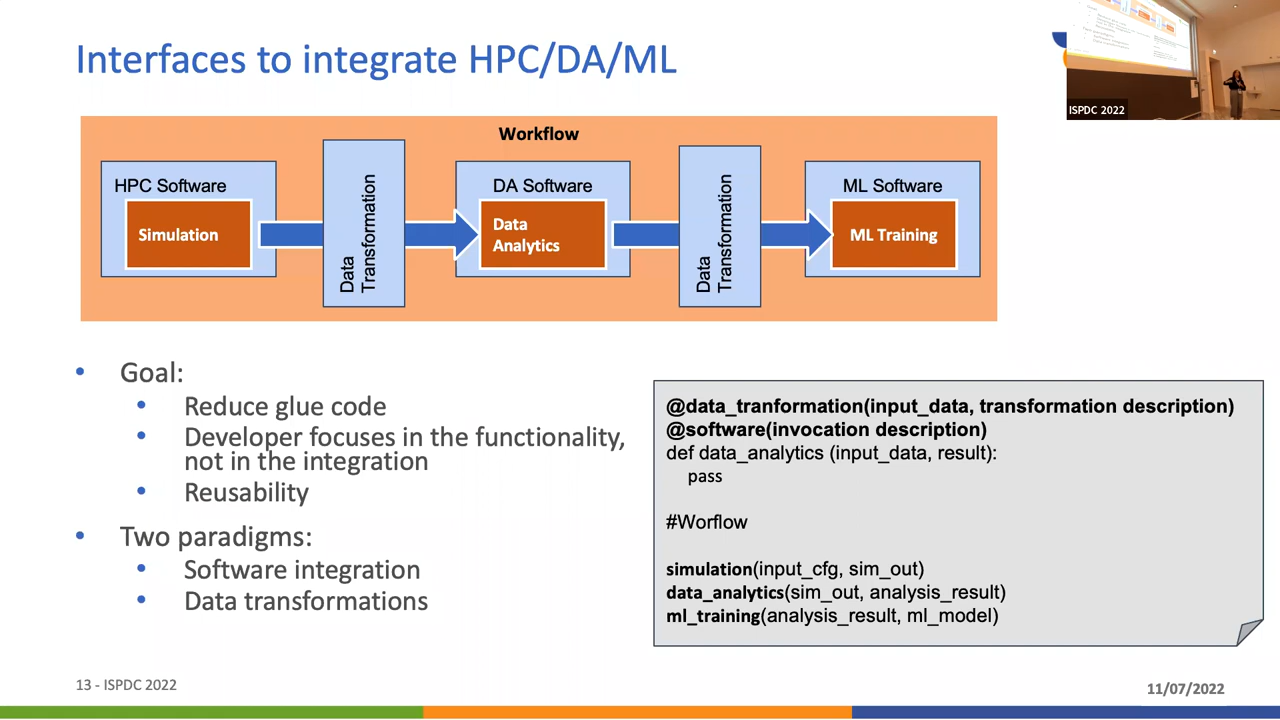 Interfaces to integrate HPC/DA/ML
ISPDC 2022
Workflow
HPC Software
Simulation
Data
Transformation
DA Software
Data
Analytics
Data
Transformation
ML Software
ML Training
• Goal:
• Reduce glue code
• Developer focuses in the functionality,
not in the integration
• Reusability
• Two paradigms:
• Software integration
• Data transformations
@data_tranformation(input_data, transformation description)
@software(invocation description)
def data_analytics (input_data, result):
pass
#Worflow
simulation(input_cfg, sim_out)
data_analytics(sim_out, analysis_result)
ml_training(analysis_result, ml_model)
13 - ISPDC 2022
11/07/2022